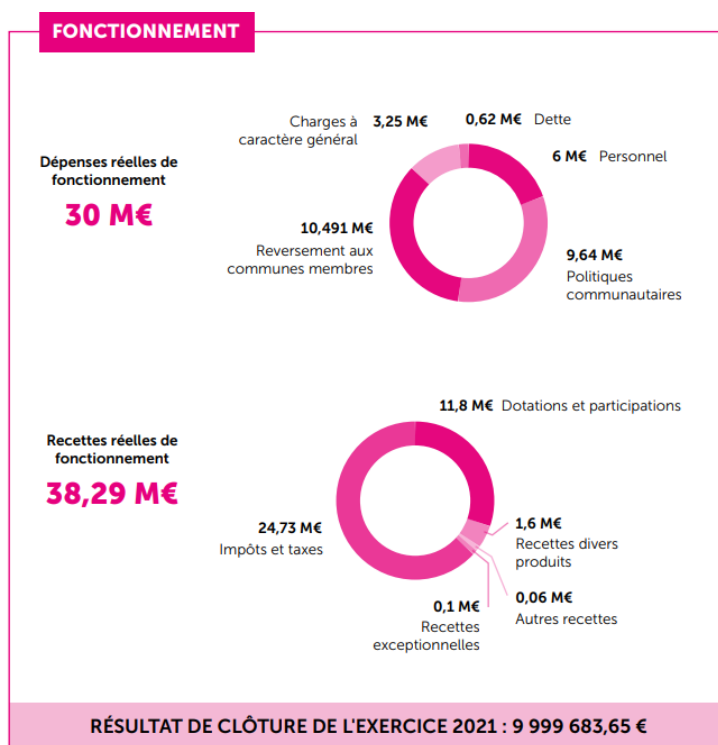 FONCTIONNEMENT
Dépenses réelles de
fonctionnement
30 M€
Charges à
caractère général
3,25 M€
0,62 M€ Dette
6 M€ Personnel
10,491 M€
Reversement aux
communes membres
9,64 M€
Politiques
communautaires
Recettes réelles de
fonctionnement
38,29 M€
11,8 M€ Dotations et participations
24,73 M€
Impôts et taxes
1,6 M€
Recettes divers
produits
0,06 M€
Autres recettes
0,1 M€
Recettes
exceptionnelles
RÉSULTAT DE CLÔTURE DE L'EXERCICE 2021 : 9 999 683,65 €